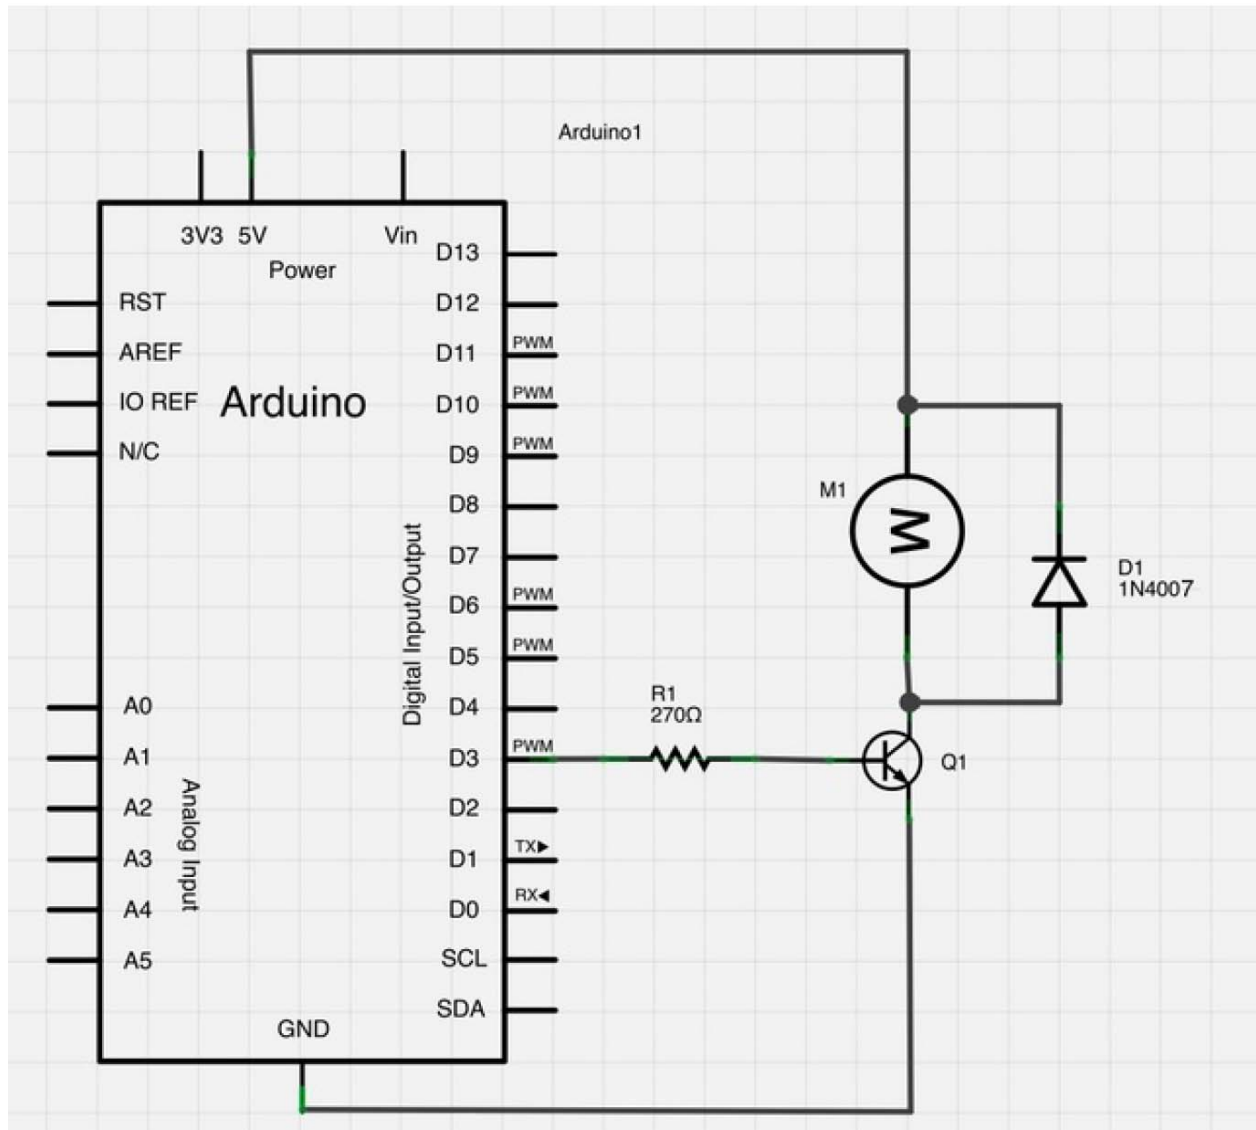 Arduino1
3V3 5V Vin
Power
D13
RST
D12
AREF
PWM
D11
IO REF
Arduino
PWM
D10
N/C
PWM
D9
M1
M
D8
D7
D1
1N4007
PWM
D6
Digital Input/Output
PWM
D5
R1
270Ω
A0
D4
A1
PWM
D3
Q1
A2
D2
Analog Input
A3
TX▶
D1
A4
RX◀
D0
A5
SCL
SDA
GND